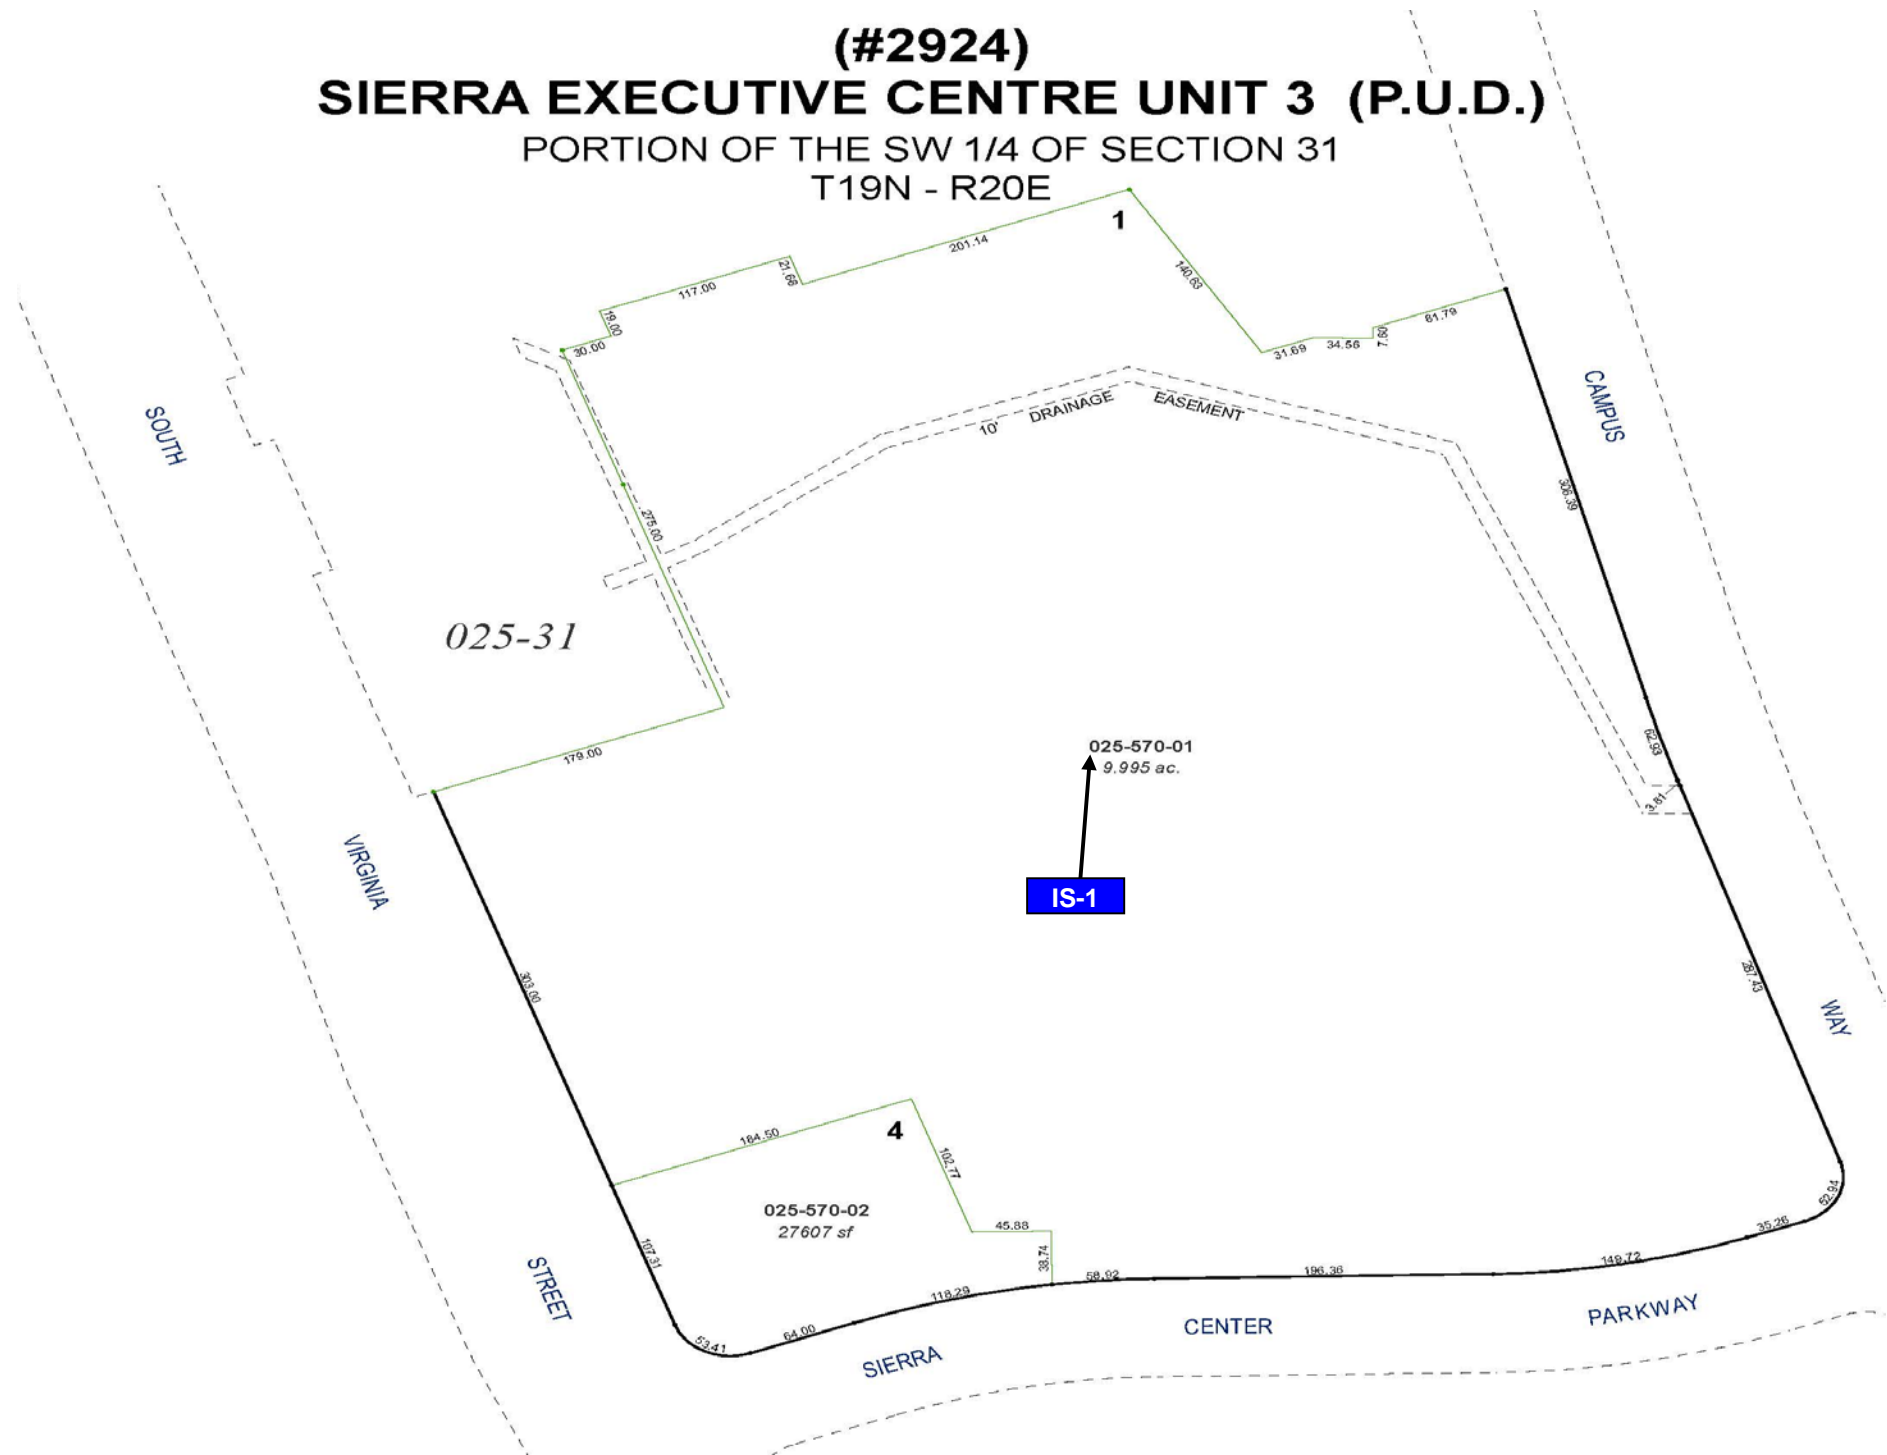 (#2924)
SIERRA EXECUTIVE CENTRE UNIT 3 (P.U.D.)
PORTION OF THE SW 1/4 OF SECTION 31
T19N - R20E
1
201.14
21.66
117.00
19.00
30.00
140.63
31.69
34.56
7.60
81.79
CAMPUS
SOUTH
10' DRAINAGE EASEMENT
306.39
275.00
025-31
179.00
025-570-01
9.995 ac.
62.93
3.81
VIRGINIA
IS-1
303.00
287.43
WAY
184.50
4
102.77
025-570-02
27607 sf
45.88
38.74
107.31
52.94
35.26
149.72
196.36
58.92
118.29
64.00
53.41
STREET
SIERRA
CENTER
PARKWAY